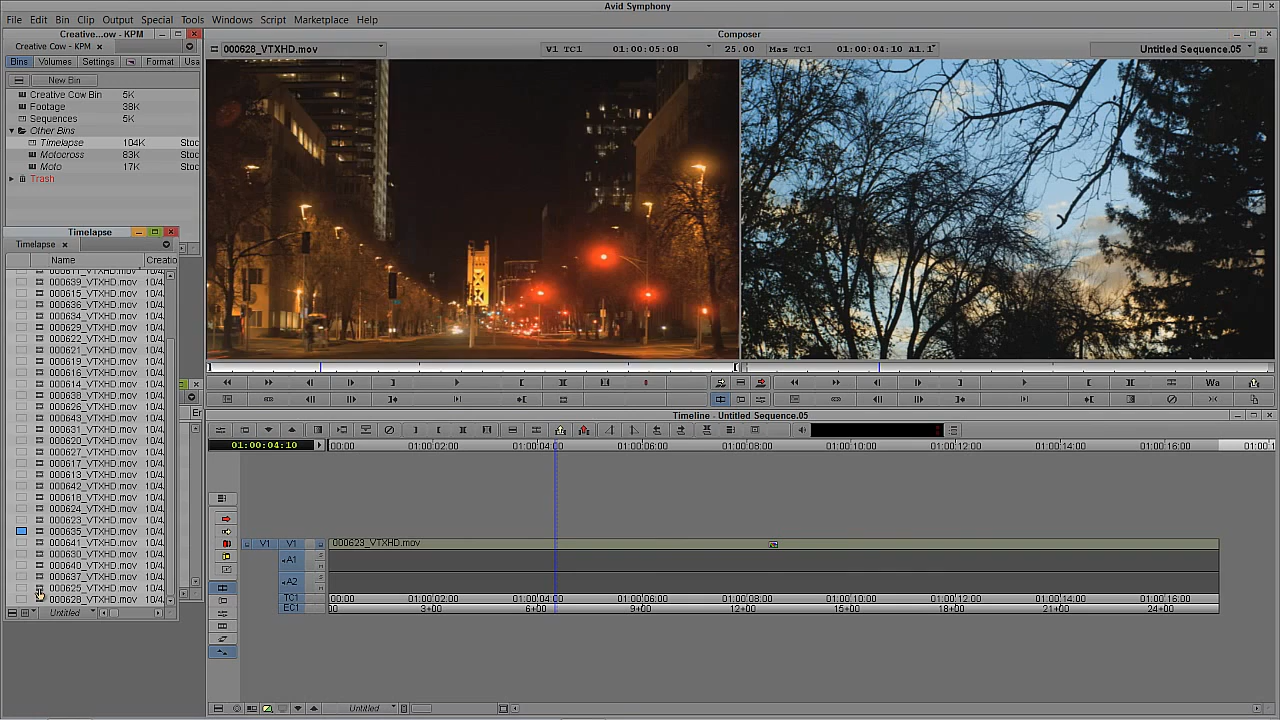 Avid Symphony
File Edit Bin Clip Output Special Tools Windows Script Marketplace Help
Creative...ow - KPM
Creative Cow - KPM
Bins Volumes Settings Format Usa
New Bin
Creative Cow Bin 5K
Footage 38K
Sequences 5K
Other Bins
Timelapse 104K Stoc
Motocross 83K Stoc
Moto 17K Stoc
Trash
Timelapse
Timelapse
Name Creatio
000611_VTXHD.mov 10/4,
000639_VTXHD.mov 10/4,
000615_VTXHD.mov 10/4,
000636_VTXHD.mov 10/4,
000634_VTXHD.mov 10/4,
000629_VTXHD.mov 10/4,
000622_VTXHD.mov 10/4,
000621_VTXHD.mov 10/4,
000619_VTXHD.mov 10/4,
000616_VTXHD.mov 10/4,
000614_VTXHD.mov 10/4,
000638_VTXHD.mov 10/4,
000626_VTXHD.mov 10/4,
000643_VTXHD.mov 10/4,
000631_VTXHD.mov 10/4,
000620_VTXHD.mov 10/4,
000627_VTXHD.mov 10/4,
000617_VTXHD.mov 10/4,
000613_VTXHD.mov 10/4,
000642_VTXHD.mov 10/4,
000618_VTXHD.mov 10/4,
000624_VTXHD.mov 10/4,
000623_VTXHD.mov 10/4,
000635_VTXHD.mov 10/4,
000641_VTXHD.mov 10/4,
000630_VTXHD.mov 10/4,
000640_VTXHD.mov 10/4,
000637_VTXHD.mov 10/4,
000625_VTXHD.mov 10/4,
000628_VTXHD.mov 10/4,
Untitled
Er
Composer
000628_VTXHD.mov V1 TC1 01:00:05:08 25.00 Mas TC1 01:00:04:10 A1.1 Untitled Sequence.05
Wa
Timeline - Untitled Sequence.05
01:00:04:10 00:00 01:00:02:00 01:00:04:00 01:00:06:00 01:00:08:00 01:00:10:00 01:00:12:00 01:00:14:00 01:00:16:00 01:00:1
V1 V1 000623_VTXHD.mov
A1
A2
TC1 00:00 01:00:02:00 01:00:04:00 01:00:06:00 01:00:08:00 01:00:10:00 01:00:12:00 01:00:14:00 01:00:16:00
EC1 00 3+00 6+00 9+00 12+00 15+00 18+00 21+00 24+00
Untitled